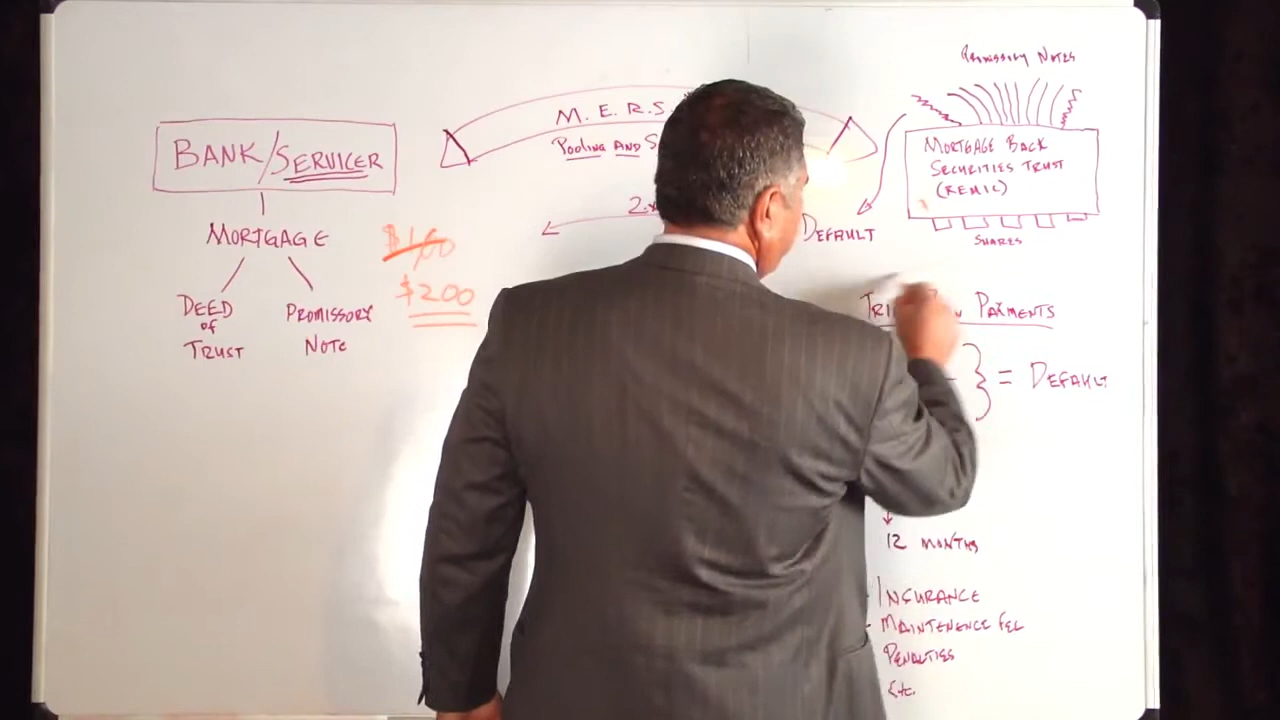 BANK/SERVICER
MORTGAGE
DEED
of
TRUST
PROMISSORY
NOTE
$100
$200
M. E. R. S.
POOLING AND S
2
DEFAULT
PROMISSORY NOTES
MORTGAGE BACK
SECURITIES TRUST
(REMIC)
SHARES
PAYMENTS
= DEFAULT
12 MONTHS
INSURANCE
MAINTENENCE FEE
PENALTIES
Etc.